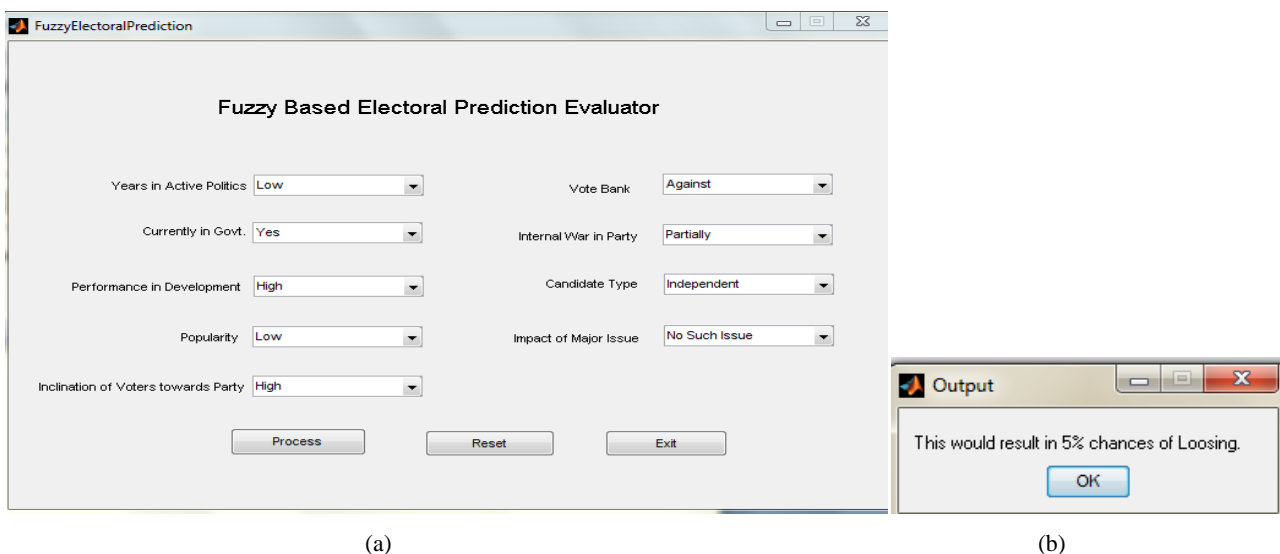 FuzzyElectoralPrediction
Fuzzy Based Electoral Prediction Evaluator
Years in Active Politics Low
Vote Bank Against
Currently in Govt. Yes
Internal War in Party Partially
Performance in Development High
Candidate Type Independent
Popularity Low
Impact of Major Issue No Such Issue
Inclination of Voters towards Party High
Process Reset Exit
Output
This would result in 5% chances of Loosing.
OK
(a) (b)